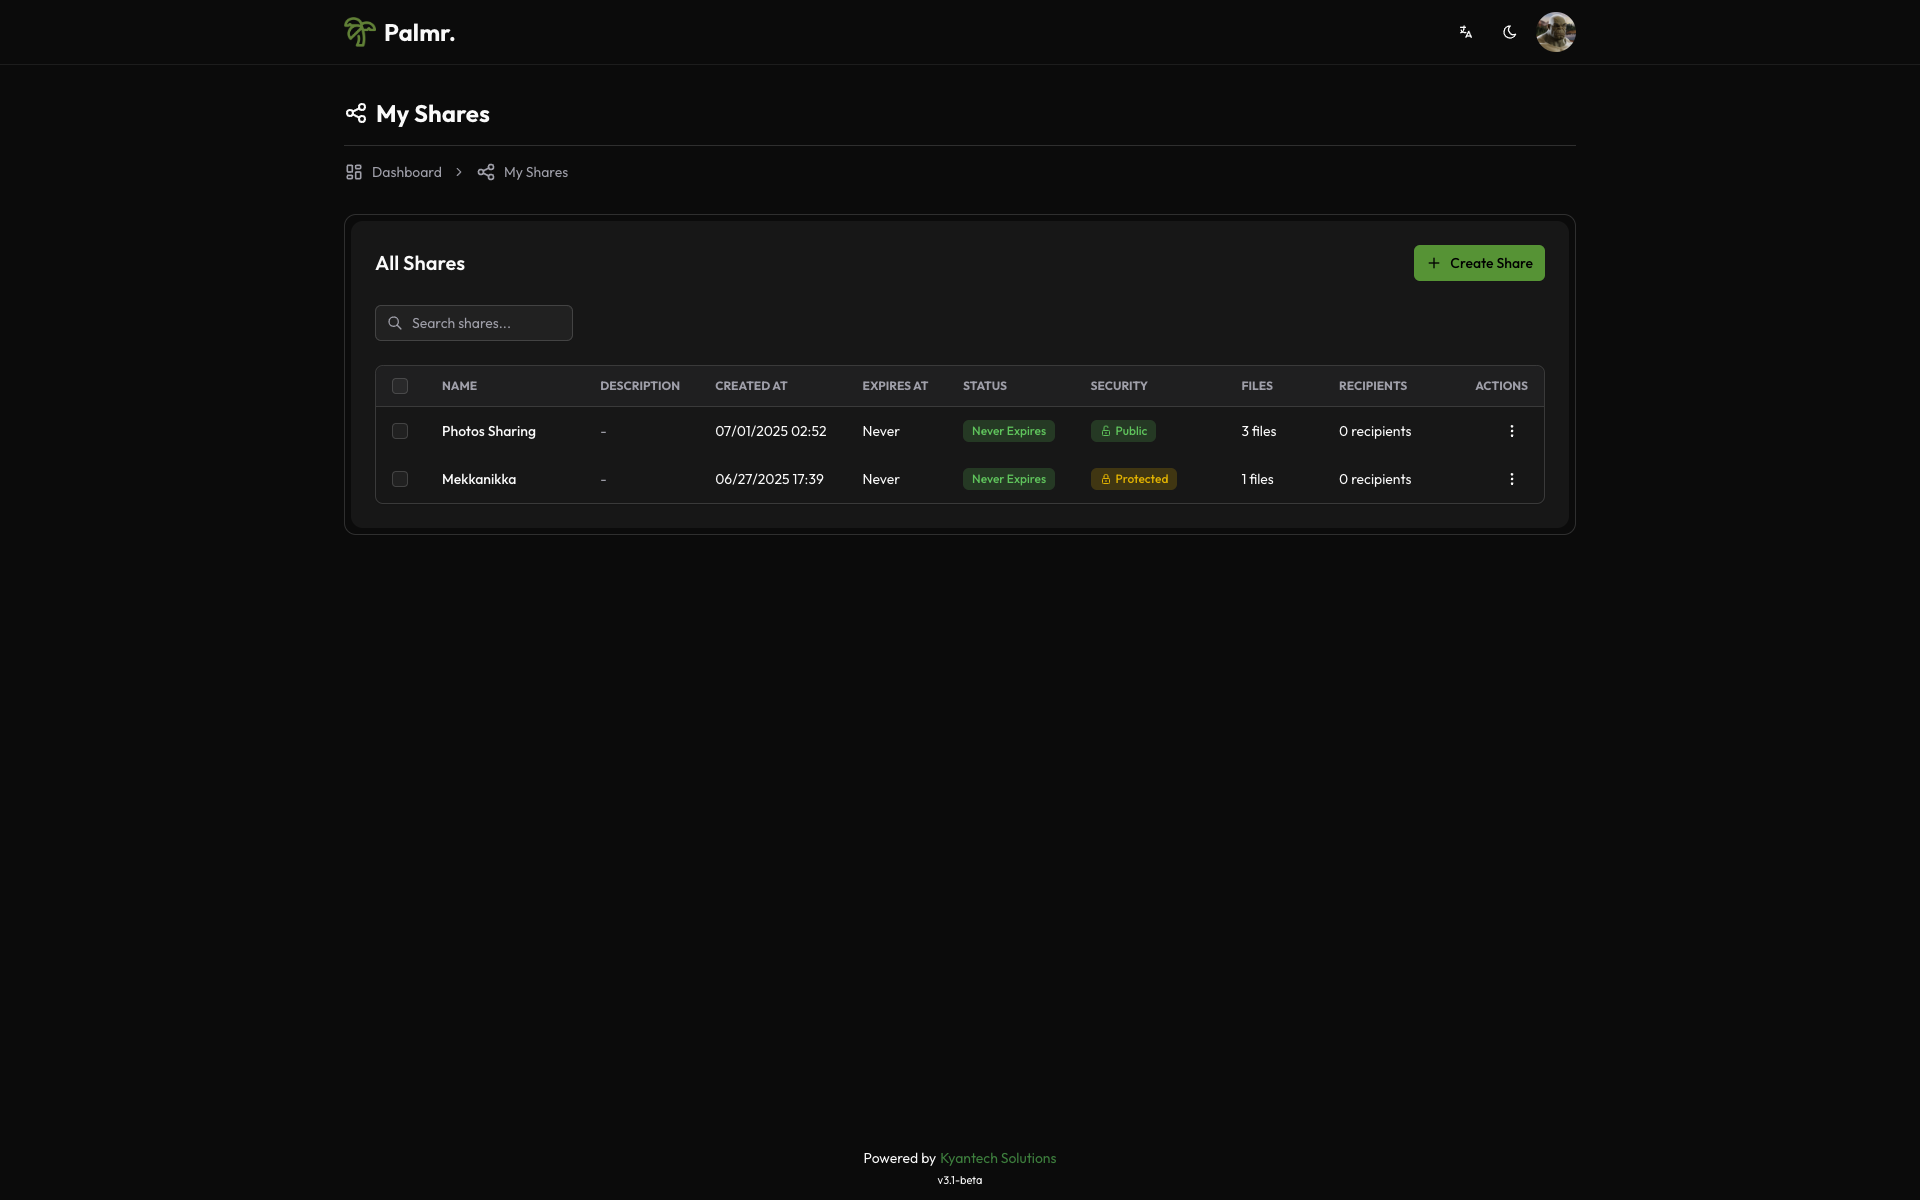 Palmr.
My Shares
Dashboard > My Shares
All Shares
Create Share
Search shares...
NAME DESCRIPTION CREATED AT EXPIRES AT STATUS SECURITY FILES RECIPIENTS ACTIONS
Photos Sharing - 07/01/2025 02:52 Never Never Expires Public 3 files 0 recipients
Mekkanikka - 06/27/2025 17:39 Never Never Expires Protected 1 files 0 recipients
Powered by Kyantech Solutions
v3.1-beta